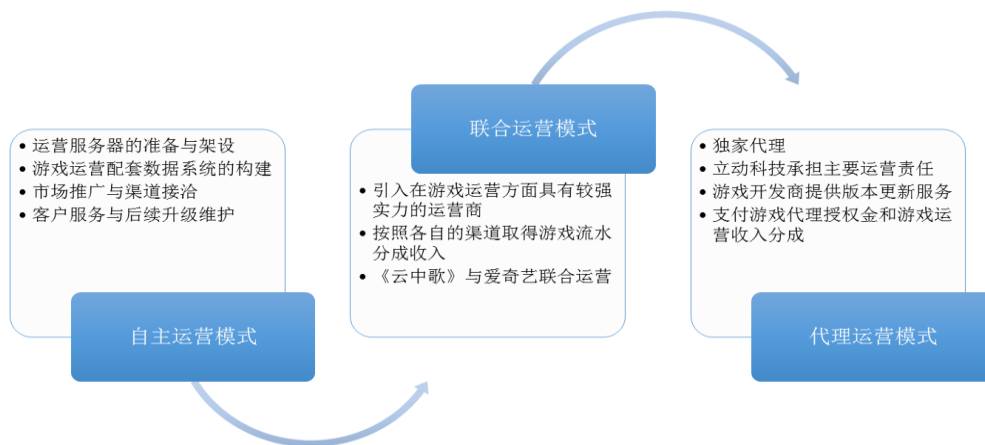 • 运营服务器的准备与架设
• 游戏运营配套数据系统的构建
• 市场推广与渠道接洽
• 客户服务与后续升级维护
自主运营模式
联合运营模式
• 引入在游戏运营方面具有较强
实力的运营商
• 按照各自的渠道取得游戏流水
分成收入
• 《云中歌》与爱奇艺联合运营
• 独家代理
• 立动科技承担主要运营责任
• 游戏开发商提供版本更新服务
• 支付游戏代理授权金和游戏运
营收入分成
代理运营模式